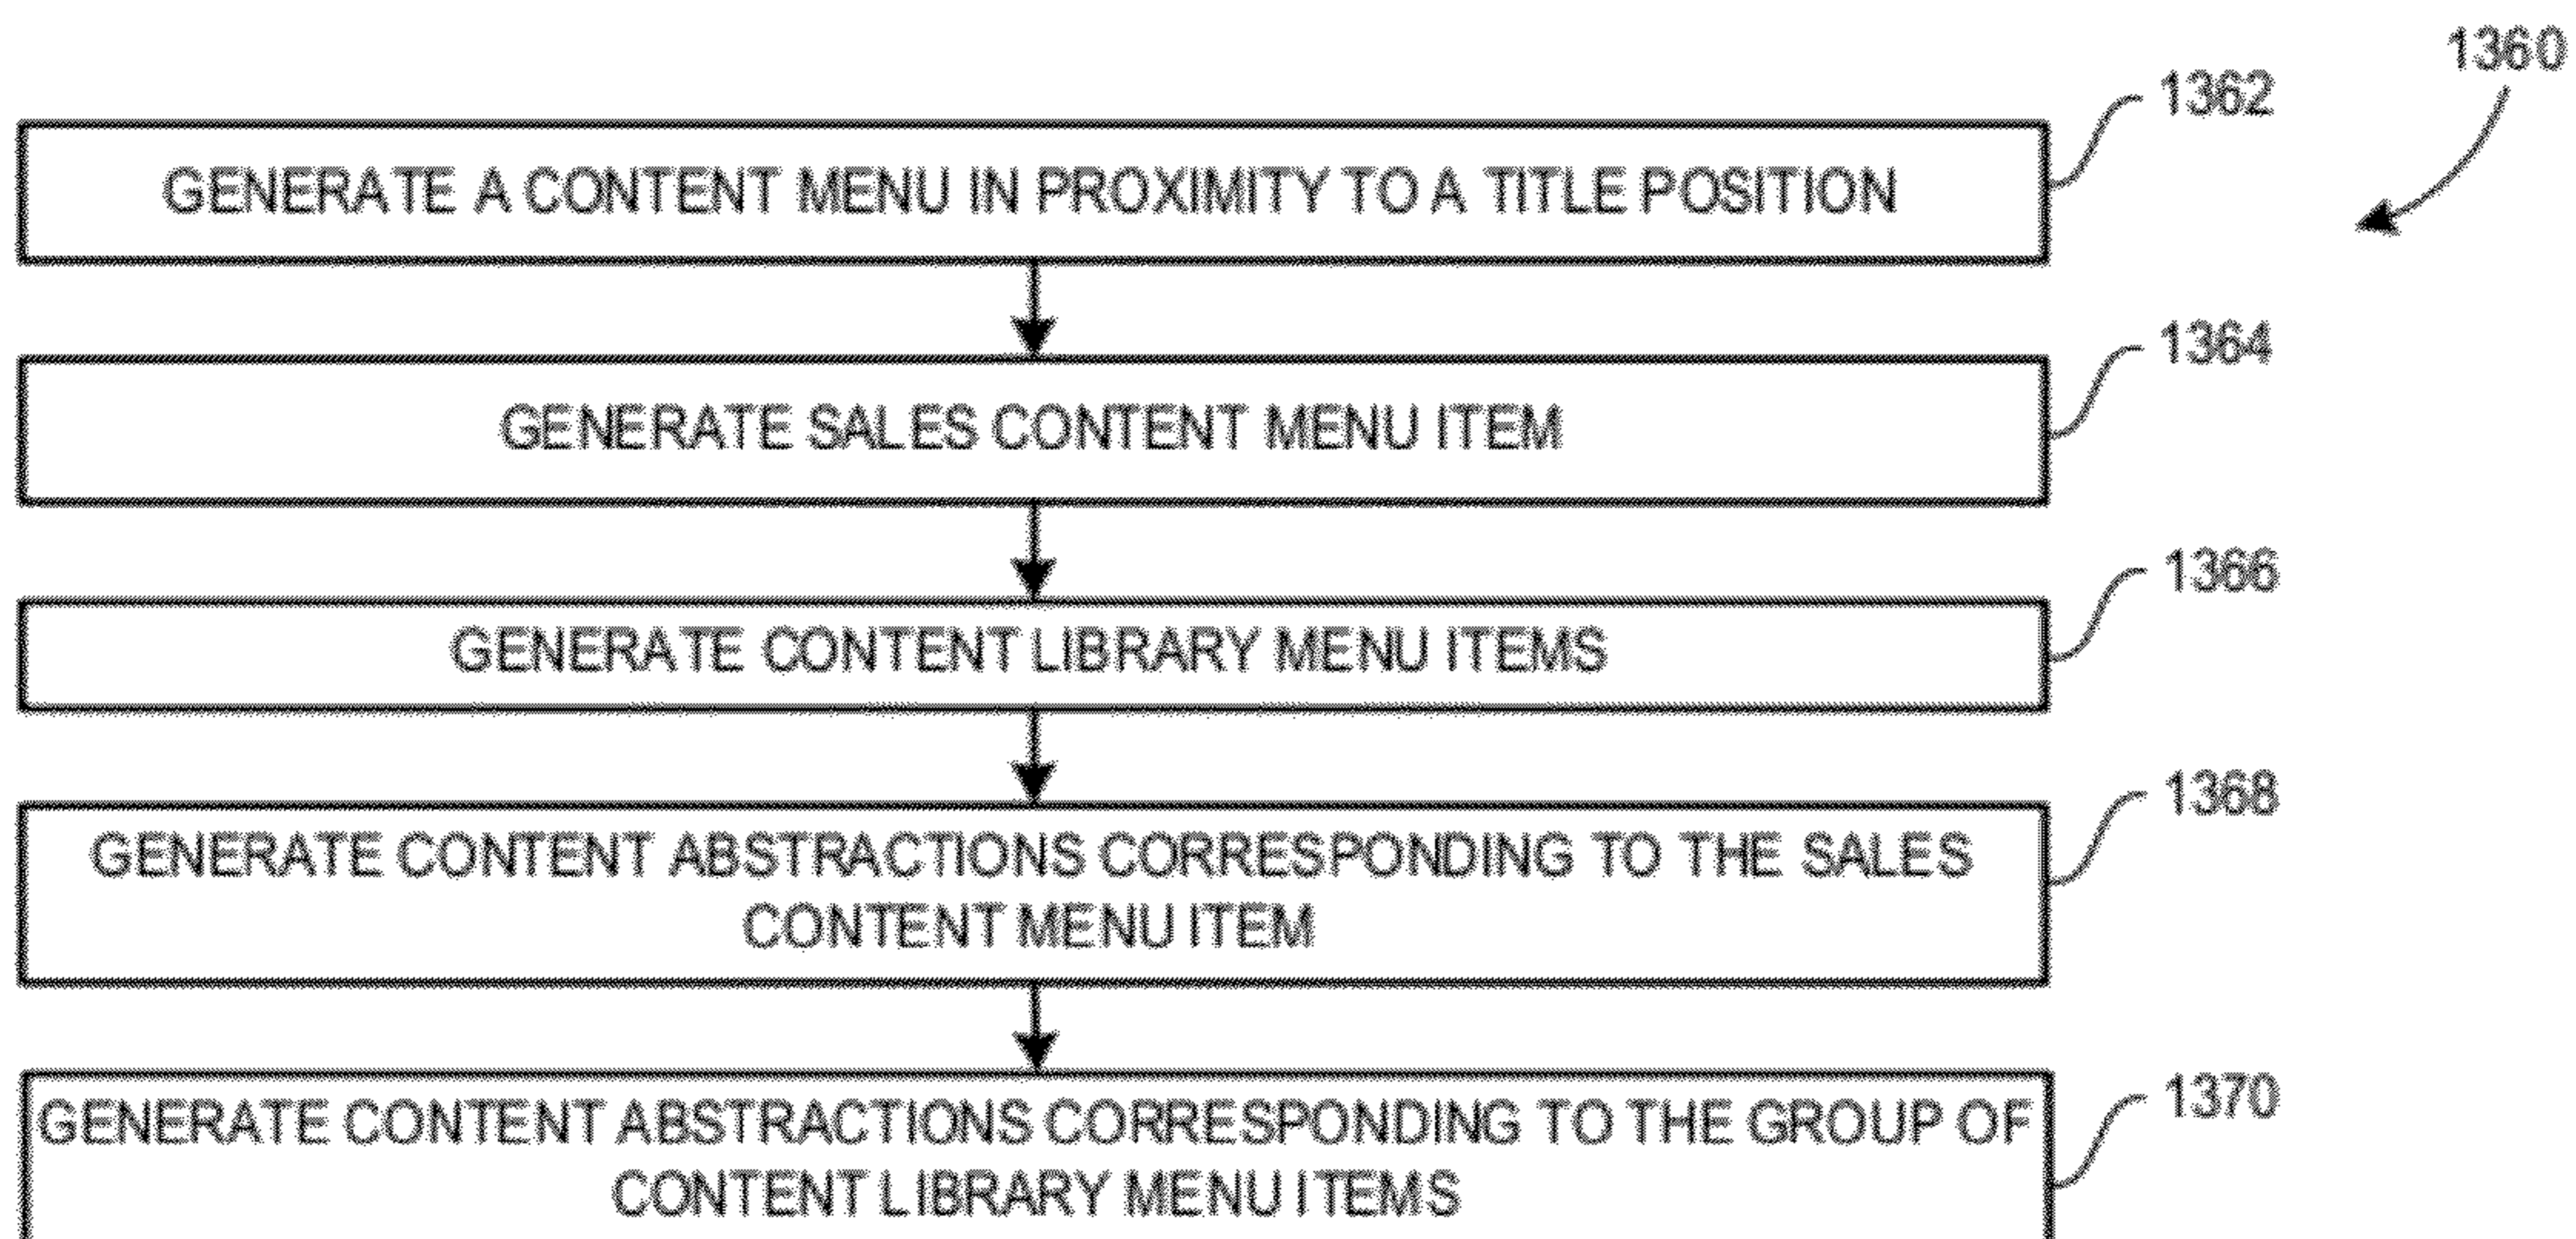 1360
1362
GENERATE A CONTENT MENU IN PROXIMITY TO A TITLE POSITION
1364
GENERATE SALES CONTENT MENU ITEM
1366
GENERATE CONTENT LIBRARY MENU ITEMS
1368
GENERATE CONTENT ABSTRACTIONS CORRESPONDING TO THE SALES
CONTENT MENU ITEM
1370
GENERATE CONTENT ABSTRACTIONS CORRESPONDING TO THE GROUP OF
CONTENT LIBRARY MENU ITEMS